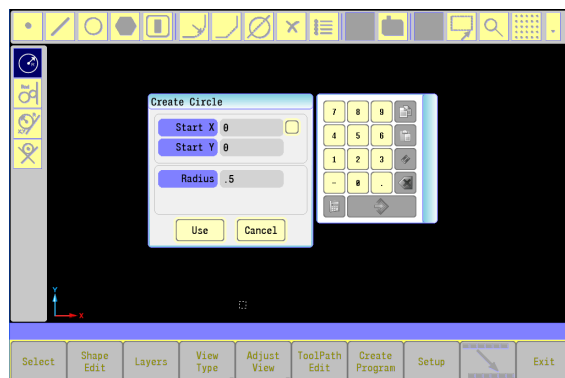 Create Circle
Start X 0
Start Y 0
Radius .5
Use Cancel
7 8 9
4 5 6
1 2 3
- 0 .
Y
X
Select Shape Edit Layers View Type Adjust View ToolPath Edit Create Program Setup Exit